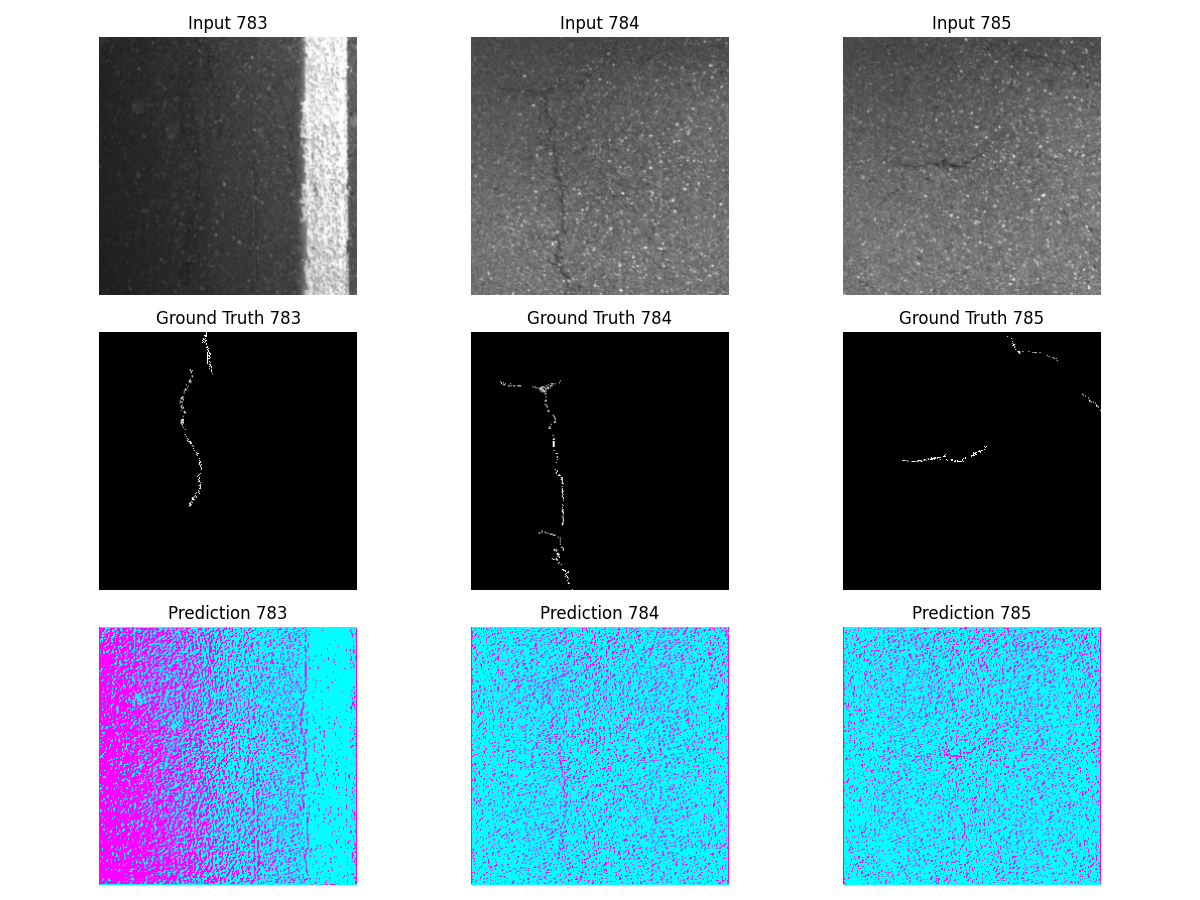 Input 783
Input 784
Input 785
Ground Truth 783
Ground Truth 784
Ground Truth 785
Prediction 783
Prediction 784
Prediction 785